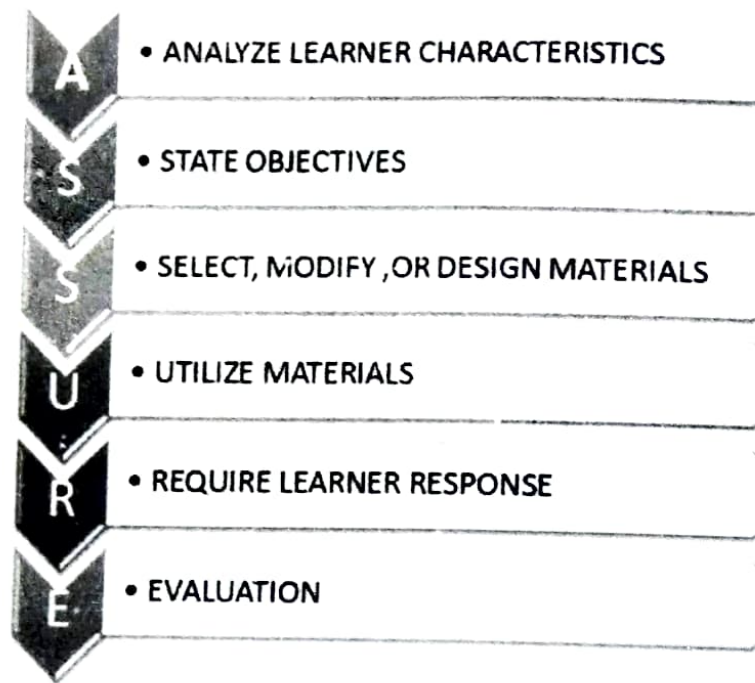 A • ANALYZE LEARNER CHARACTERISTICS
S • STATE OBJECTIVES
S • SELECT, MODIFY ,OR DESIGN MATERIALS
U • UTILIZE MATERIALS
R • REQUIRE LEARNER RESPONSE
E • EVALUATION